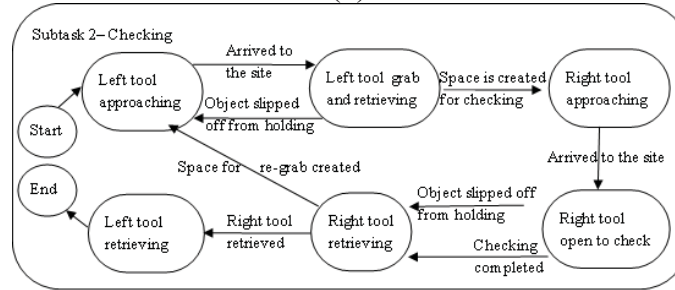 Subtask 2–Checking
Left tool
approaching
Arrived to
the site
Left tool grab
and retrieving
Space is created
for checking
Right tool
approaching
Object slipped
off from holding
Start
Space for re-grab created
Arrived to the site
End
Left tool
retrieving
Right tool
retrieved
Right tool
retrieving
Object slipped off
from holding
Checking
completed
Right tool
open to check